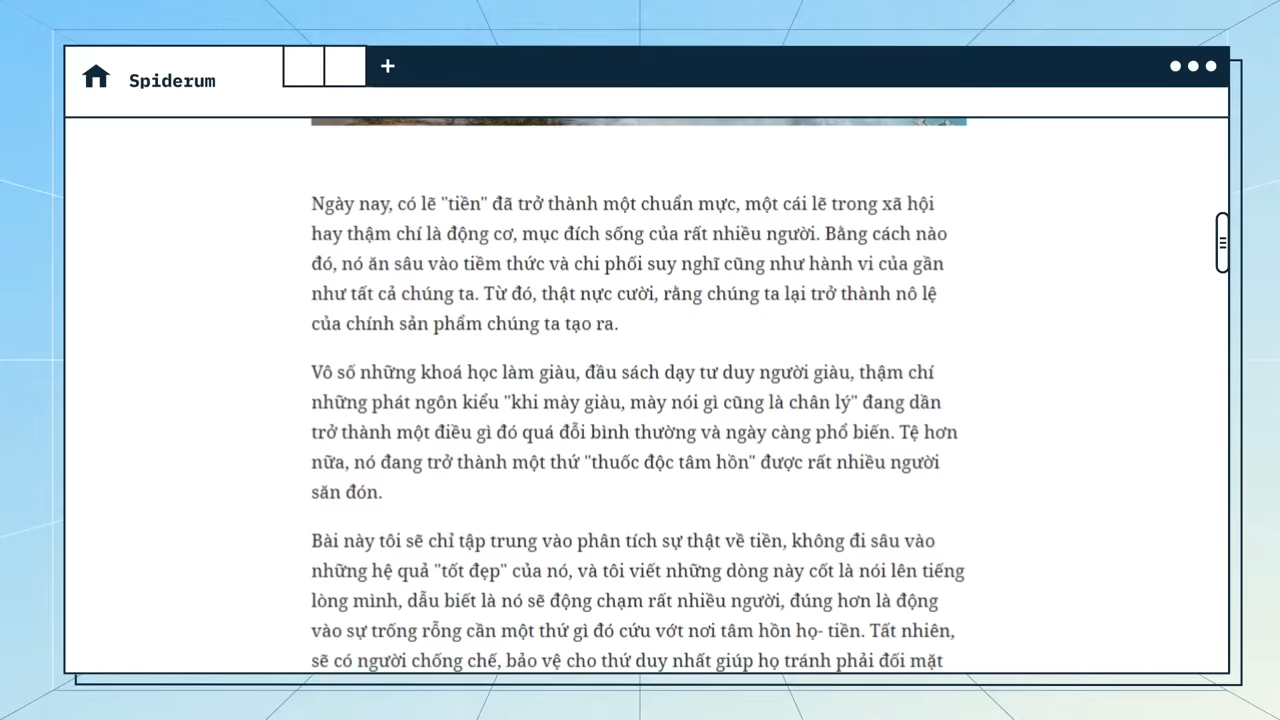 Spiderum
+
Ngày nay, có lẽ "tiền" đã trở thành một chuẩn mực, một cái lẽ trong xã hội
hay thậm chí là động cơ, mục đích sống của rất nhiều người. Bằng cách nào
đó, nó ăn sâu vào tiềm thức và chi phối suy nghĩ cũng như hành vi của gần
như tất cả chúng ta. Từ đó, thật nực cười, rằng chúng ta lại trở thành nô lệ
của chính sản phẩm chúng ta tạo ra.
Vô số những khoá học làm giàu, đầu sách dạy tư duy người giàu, thậm chí
những phát ngôn kiểu "khi mày giàu, mày nói gì cũng là chân lý" đang dần
trở thành một điều gì đó quá đỗi bình thường và ngày càng phổ biến. Tệ hơn
nữa, nó đang trở thành một thứ "thuốc độc tâm hồn" được rất nhiều người
săn đón.
Bài này tôi sẽ chỉ tập trung vào phân tích sự thật về tiền, không đi sâu vào
những hệ quả "tốt đẹp" của nó, và tôi viết những dòng này cốt là nói lên tiếng
lòng mình, dẫu biết là nó sẽ động chạm rất nhiều người, đúng hơn là động
vào sự trống rỗng cần một thứ gì đó cứu vớt nơi tâm hồn họ- tiền. Tất nhiên,
sẽ có người chống chế, bảo vệ cho thứ duy nhất giúp họ tránh phải đối mặt